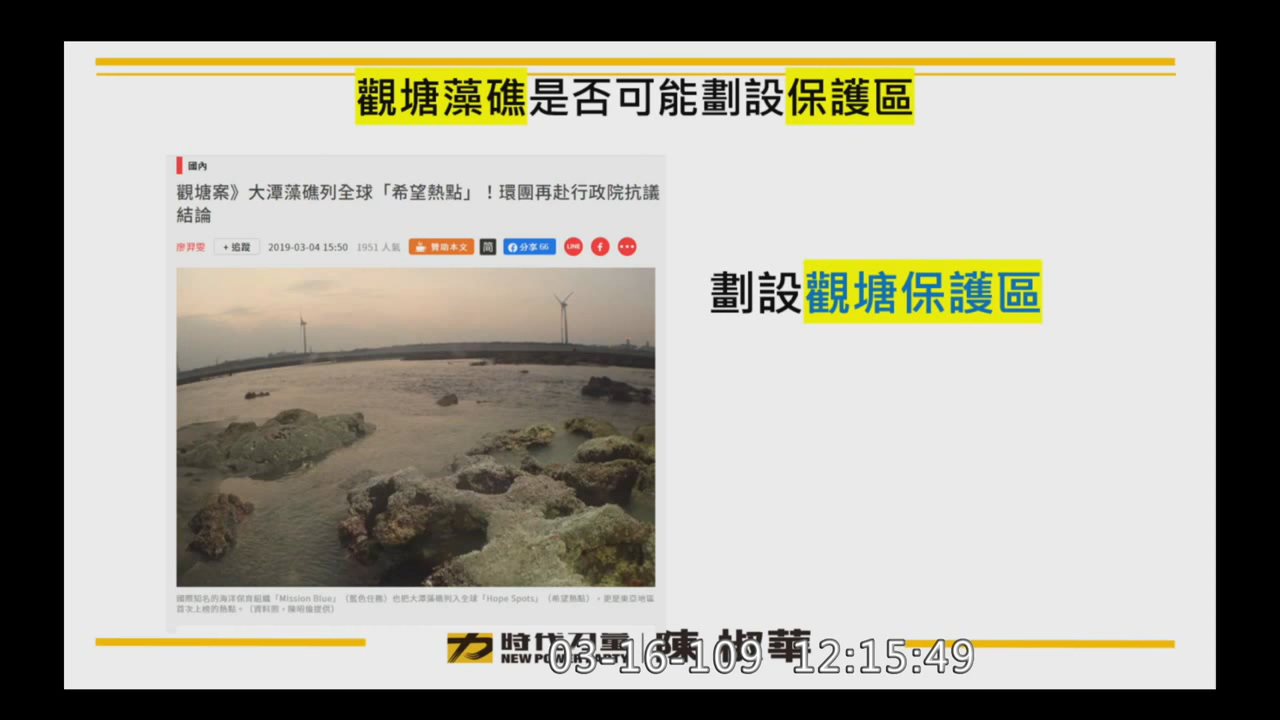 觀塘藻礁是否可能劃設保護區
國內
觀塘案》大潭藻礁列全球「希望熱點」！環團再赴行政院抗議
結論
廖羿雯 +追蹤 2019-03-04 15:50 1951 人氣 贊助本文 简 分享 66 LINE
劃設觀塘保護區
國際知名的海洋保育組織「Mission Blue」（藍色任務）也把大潭藻礁列入全球「Hope Spots」（希望熱點），更是東亞地區
首次上榜的熱點。（資料照，陳昭倫提供）
時代力量 陳椒華
NEW POWER PARTY
03-16-109 12:15:49